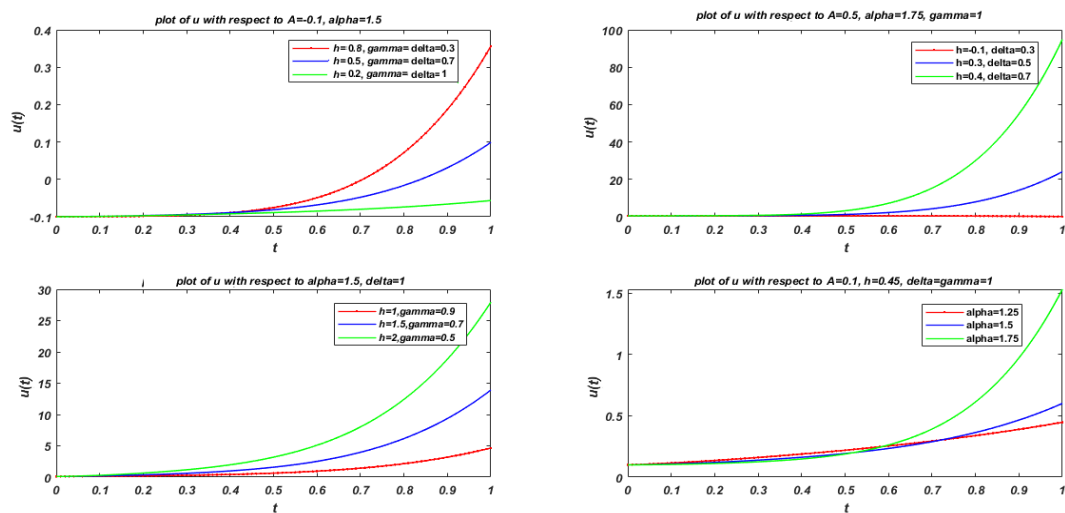 plot of u with respect to A=-0.1, alpha=1.5
0.4
0.3
0.2
0.1
0
-0.1
u(t)
h= 0.8, gamma= delta=0.3
h= 0.5, gamma= delta=0.7
h= 0.2, gamma= delta=1
0 0.1 0.2 0.3 0.4 0.5 0.6 0.7 0.8 0.9 1
t
plot of u with respect to A=0.5, alpha=1.75, gamma=1
100
80
60
40
20
0
u(t)
h=-0.1, delta=0.3
h=0.3, delta=0.5
h=0.4, delta=0.7
0 0.1 0.2 0.3 0.4 0.5 0.6 0.7 0.8 0.9 1
t
plot of u with respect to alpha=1.5, delta=1
30
25
20
15
10
5
0
u(t)
h=1,gamma=0.9
h=1.5,gamma=0.7
h=2,gamma=0.5
0 0.1 0.2 0.3 0.4 0.5 0.6 0.7 0.8 0.9 1
t
plot of u with respect to A=0.1, h=0.45, delta=gamma=1
1.5
1
0.5
0
u(t)
alpha=1.25
alpha=1.5
alpha=1.75
0 0.1 0.2 0.3 0.4 0.5 0.6 0.7 0.8 0.9 1
t